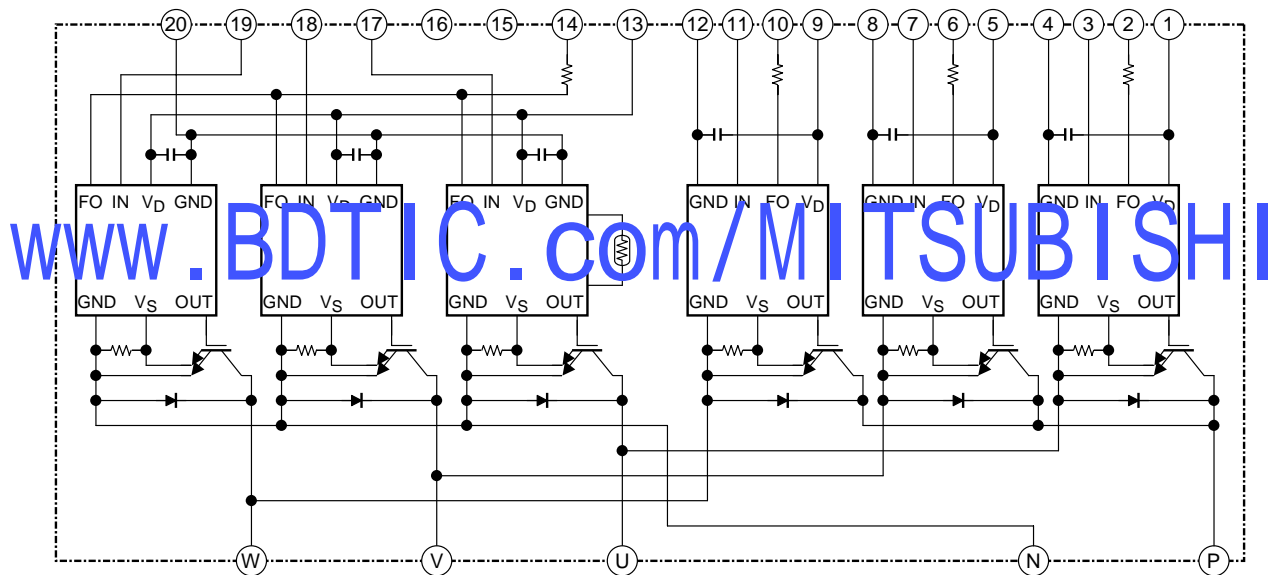 20 19 18 17 16 15 14 13 12 11 10 9 8 7 6 5 4 3 2 1
FO IN VD GND FO IN VD GND FO IN VD GND GND IN FO VD GND IN FO VD GND IN FO VD
www.BDTIC.com/MITSUBISHI
GND VS OUT GND VS OUT GND VS OUT GND VS OUT GND VS OUT GND VS OUT
W V U N P